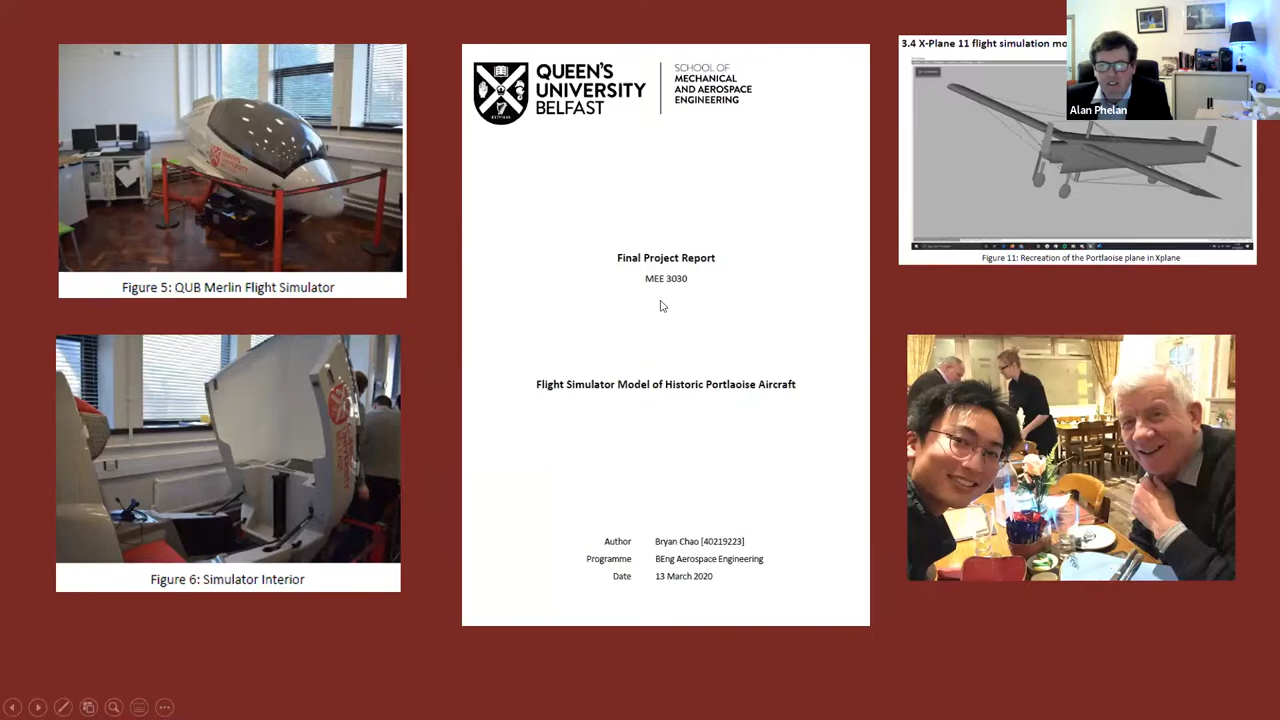 QUEEN'S
UNIVERSITY
BELFAST
SCHOOL OF
MECHANICAL
AND AEROSPACE
ENGINEERING
Final Project Report
MEE 3030
Flight Simulator Model of Historic Portlaoise Aircraft
Author Bryan Chao [40219223]
Programme BEng Aerospace Engineering
Date 13 March 2020
QUEEN'S
UNIVERSITY
Figure 5: QUB Merlin Flight Simulator
Figure 6: Simulator Interior
3.4 X-Plane 11 flight simulation mo
Alan Phelan
Figure 11: Recreation of the Portlaoise plane in Xplane